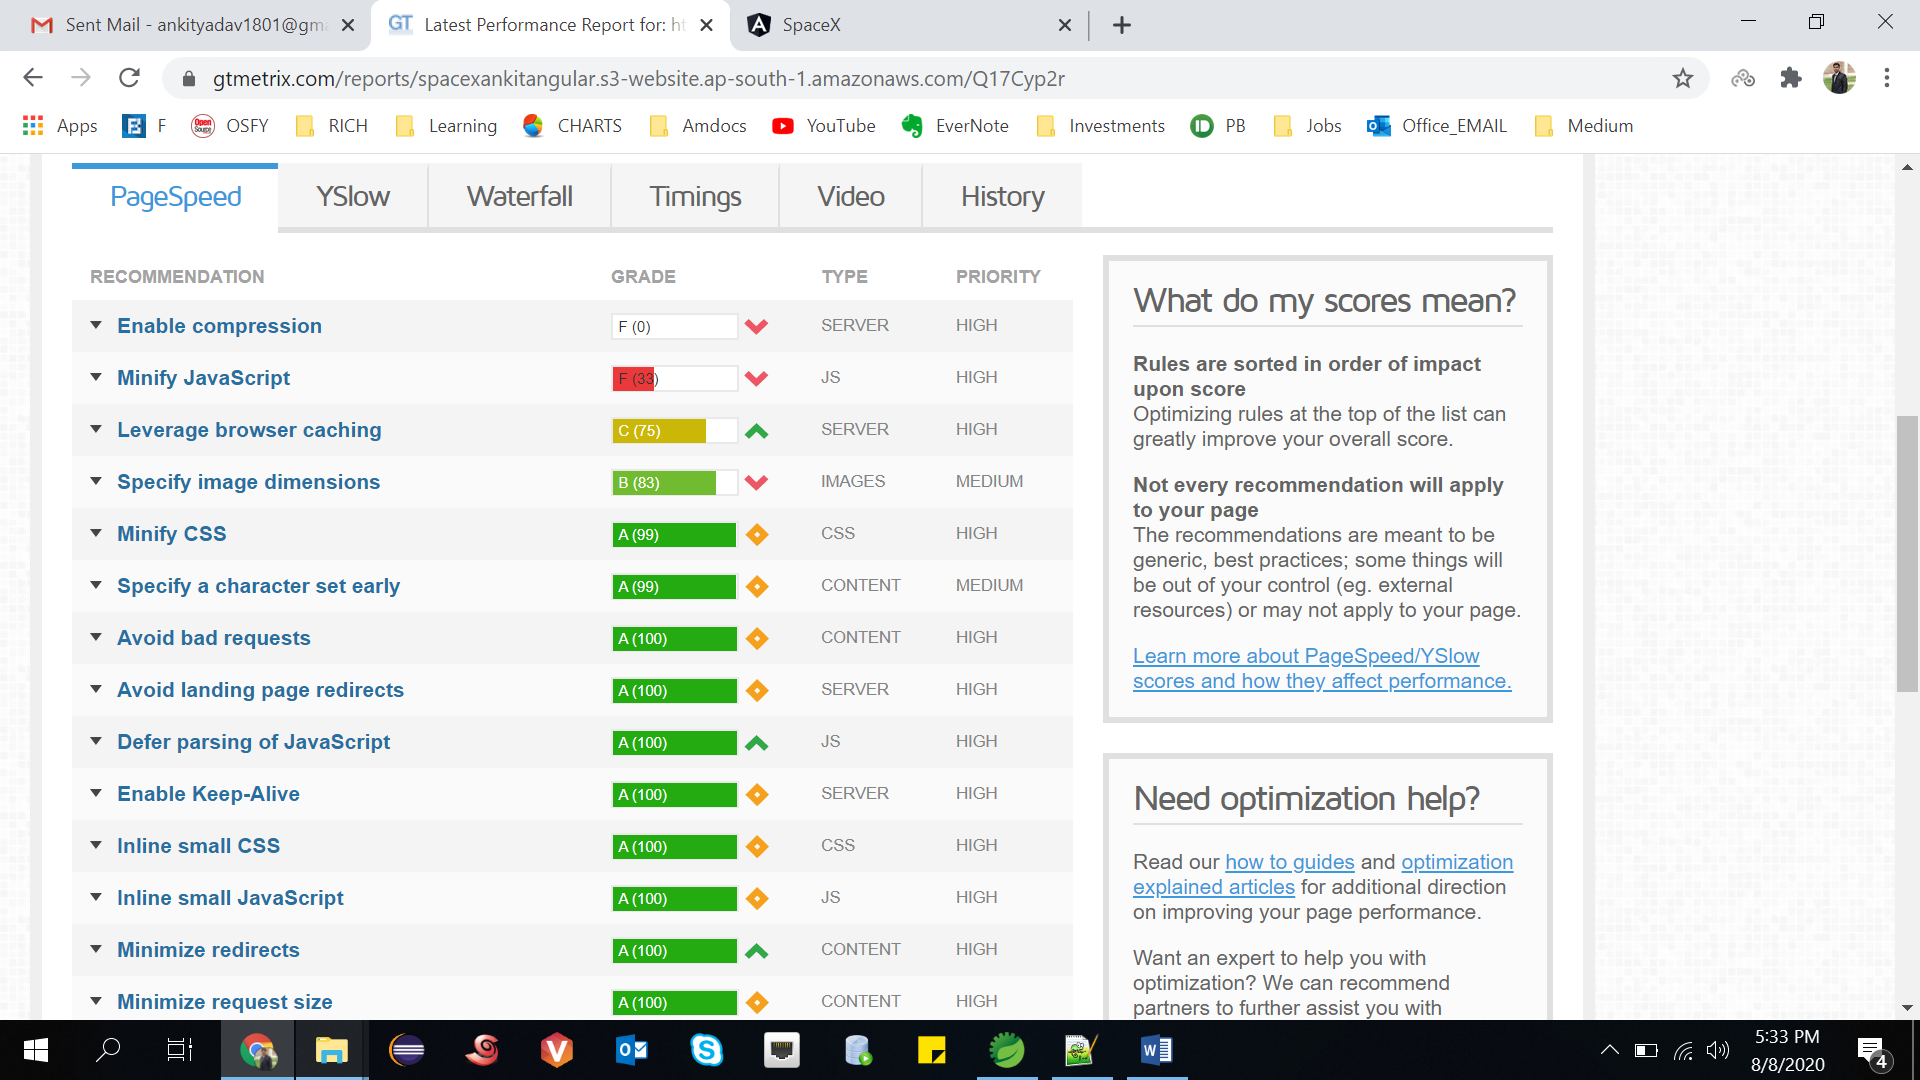 Sent Mail - ankityadav1801@gma
GT Latest Performance Report for: ht
SpaceX
gtmetrix.com/reports/spacexankitangular.s3-website.ap-south-1.amazonaws.com/Q17Cyp2r
Apps F OSFY RICH Learning CHARTS Amdocs YouTube EverNote Investments PB Jobs Office_EMAIL Medium
PageSpeed YSlow Waterfall Timings Video History
RECOMMENDATION GRADE TYPE PRIORITY
Enable compression F (0) SERVER HIGH
Minify JavaScript F (33) JS HIGH
Leverage browser caching C (75) SERVER HIGH
Specify image dimensions B (83) IMAGES MEDIUM
Minify CSS A (99) CSS HIGH
Specify a character set early A (99) CONTENT MEDIUM
Avoid bad requests A (100) CONTENT HIGH
Avoid landing page redirects A (100) SERVER HIGH
Defer parsing of JavaScript A (100) JS HIGH
Enable Keep-Alive A (100) SERVER HIGH
Inline small CSS A (100) CSS HIGH
Inline small JavaScript A (100) JS HIGH
Minimize redirects A (100) CONTENT HIGH
Minimize request size A (100) CONTENT HIGH
What do my scores mean?
Rules are sorted in order of impact
upon score
Optimizing rules at the top of the list can
greatly improve your overall score.
Not every recommendation will apply
to your page
The recommendations are meant to be
generic, best practices; some things will
be out of your control (eg. external
resources) or may not apply to your page.
Learn more about PageSpeed/YSlow
scores and how they affect performance.
Need optimization help?
Read our how to guides and optimization
explained articles for additional direction
on improving your page performance.
Want an expert to help you with
optimization? We can recommend
partners to further assist you with
5:33 PM
8/8/2020
4